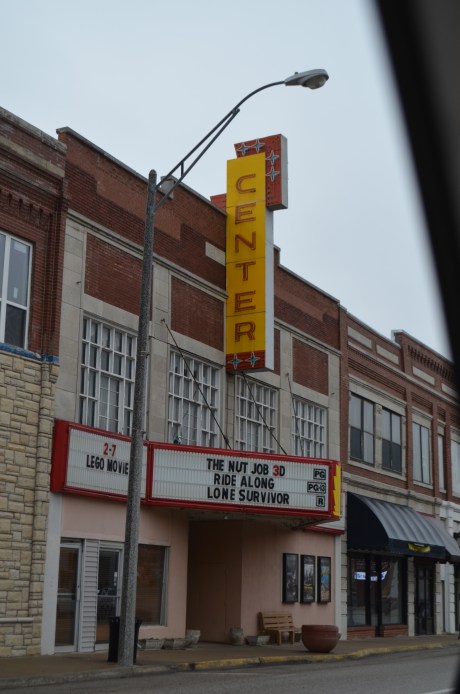 CENTER
2-7
LEGO MOVIE
THE NUT JOB 3D
RIDE ALONG
LONE SURVIVOR
PG
PG-13
R